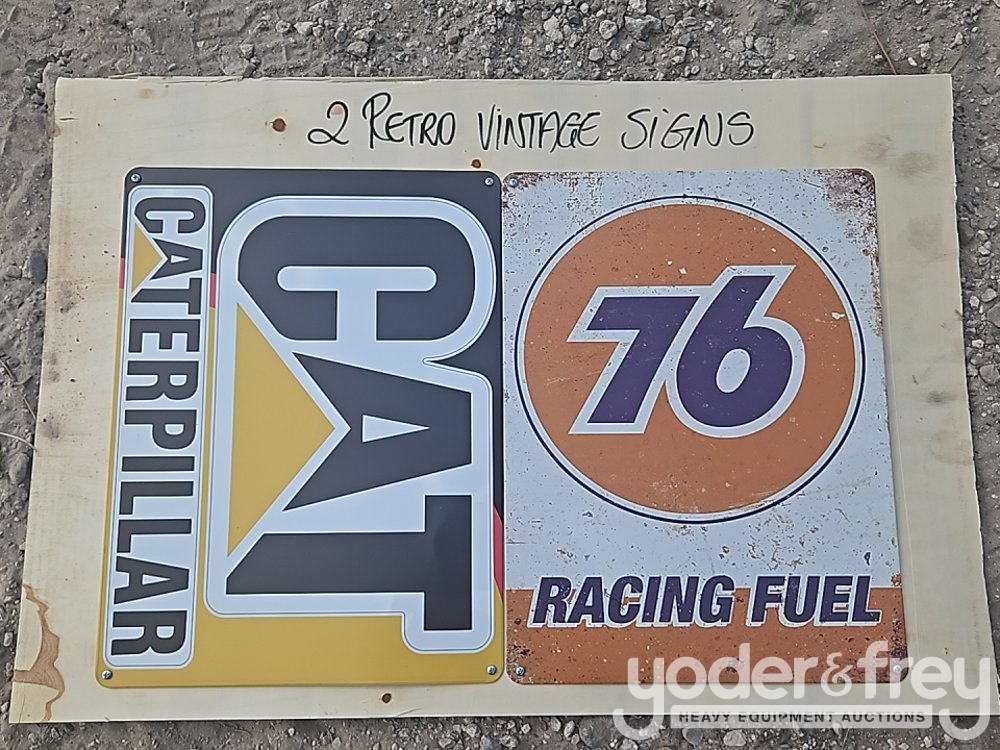 2 RETRO VINTAGE SIGNS
CATERPILLAR
CAT
76
RACING FUEL
yoder&frey
HEAVY EQUIPMENT AUCTIONS